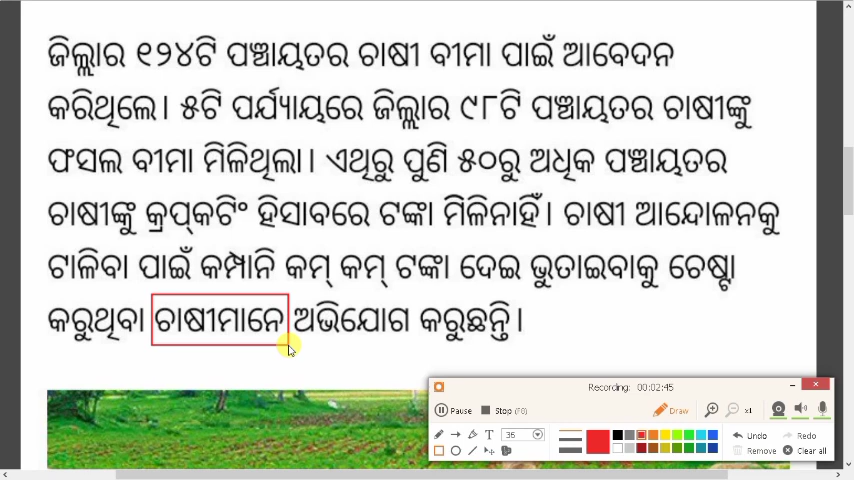 ଜିଲ୍ଲାର ୧୨୪ଟି ପଞ୍ଚାୟତର ଚାଷୀ ବୀମା ପାଇଁ ଆବେଦନ
କରିଥିଲେ। ୫ଟି ପର୍ଯ୍ୟାୟରେ ଜିଲ୍ଲାର ୯୮ଟି ପଞ୍ଚାୟତର ଚାଷୀଙ୍କୁ
ଫସଲ ବୀମା ମିଳିଥିଲା। ଏଥିରୁ ପୁଣି ୫୦ରୁ ଅଧିକ ପଞ୍ଚାୟତର
ଚାଷୀଙ୍କୁ କ୍ରପ୍‌କଟିଂ ହିସାବରେ ଟଙ୍କା ମିଳିନାହିଁ। ଚାଷୀ ଆନ୍ଦୋଳନକୁ
ଟାଳିବା ପାଇଁ କମ୍ପାନି କମ୍ କମ୍ ଟଙ୍କା ଦେଇ ଭୁତାଇବାକୁ ଚେଷ୍ଟା
କରୁଥିବା ଚାଷୀମାନେ ଅଭିଯୋଗ କରୁଛନ୍ତି।
Recording: 00:02:45
Pause Stop (F8) Draw x1
T 35 Undo Redo
Remove Clear all